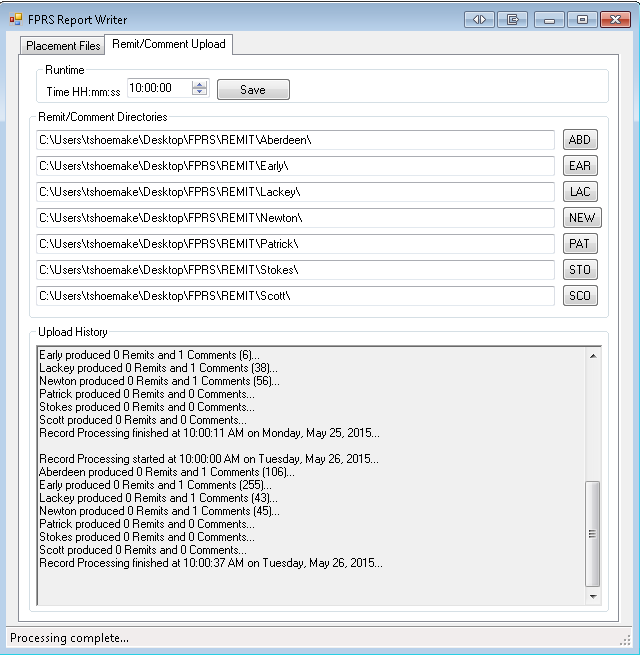 FPRS Report Writer
Placement Files
Remit/Comment Upload
Runtime
Time HH:mm:ss 10:00:00 Save
Remit/Comment Directories
C:\Users\tshoemake\Desktop\FPRS\REMIT\Aberdeen\ ABD
C:\Users\tshoemake\Desktop\FPRS\REMIT\Early\ EAR
C:\Users\tshoemake\Desktop\FPRS\REMIT\Lackey\ LAC
C:\Users\tshoemake\Desktop\FPRS\REMIT\Newton\ NEW
C:\Users\tshoemake\Desktop\FPRS\REMIT\Patrick\ PAT
C:\Users\tshoemake\Desktop\FPRS\REMIT\Stokes\ STO
C:\Users\tshoemake\Desktop\FPRS\REMIT\Scott\ SCO
Upload History
Early produced 0 Remits and 1 Comments (6)...
Lackey produced 0 Remits and 1 Comments (38)...
Newton produced 0 Remits and 1 Comments (56)...
Patrick produced 0 Remits and 0 Comments...
Stokes produced 0 Remits and 0 Comments...
Scott produced 0 Remits and 0 Comments...
Record Processing finished at 10:00:11 AM on Monday, May 25, 2015...
Record Processing started at 10:00:00 AM on Tuesday, May 26, 2015...
Aberdeen produced 0 Remits and 1 Comments (106)...
Early produced 0 Remits and 1 Comments (255)...
Lackey produced 0 Remits and 1 Comments (43)...
Newton produced 0 Remits and 1 Comments (45)...
Patrick produced 0 Remits and 0 Comments...
Stokes produced 0 Remits and 0 Comments...
Scott produced 0 Remits and 0 Comments...
Record Processing finished at 10:00:37 AM on Tuesday, May 26, 2015...
Processing complete...